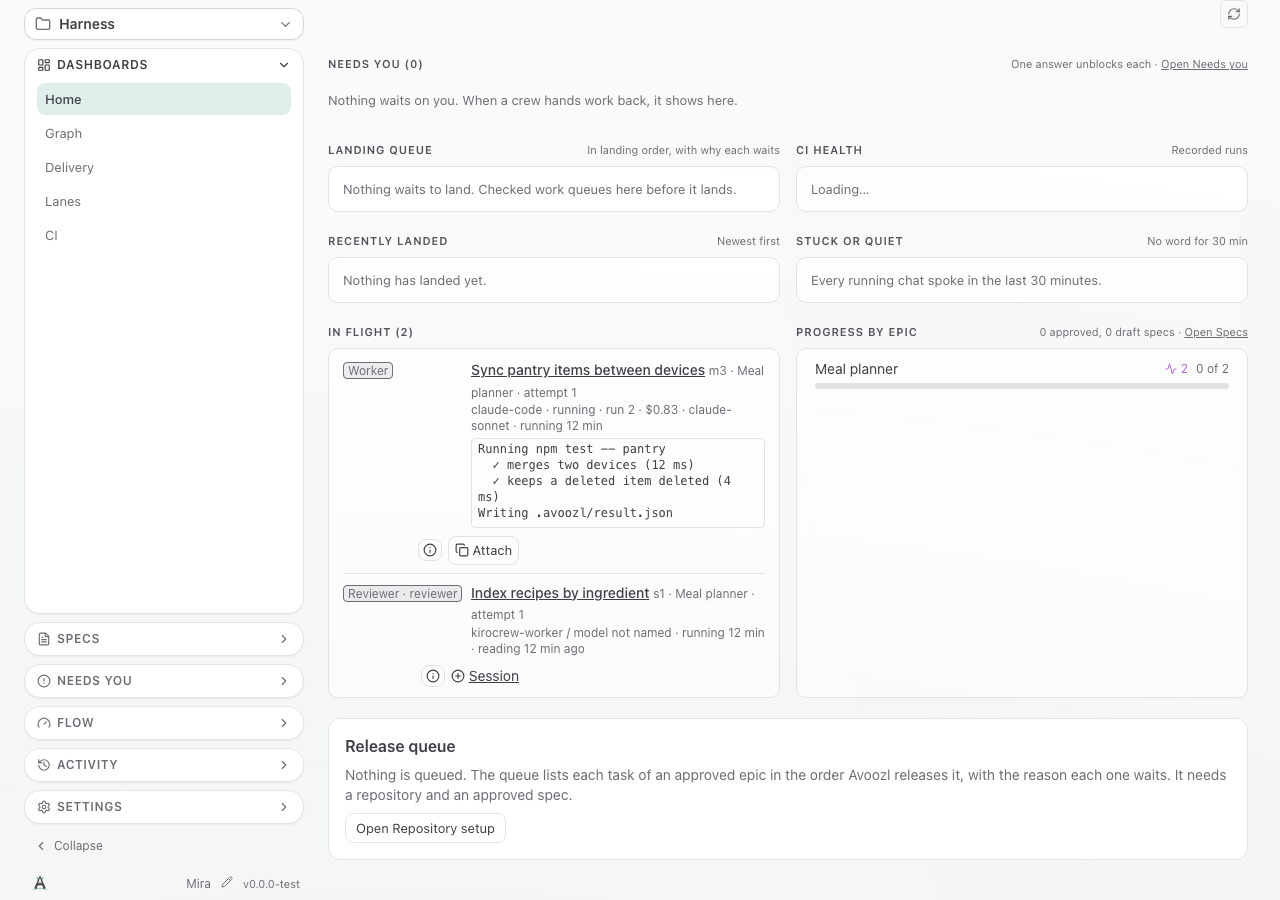 Harness
DASHBOARDS
Home
Graph
Delivery
Lanes
CI
SPECS
NEEDS YOU
FLOW
ACTIVITY
SETTINGS
Collapse
Mira v0.0.0-test
NEEDS YOU (0)
One answer unblocks each · Open Needs you
Nothing waits on you. When a crew hands work back, it shows here.
LANDING QUEUE
In landing order, with why each waits
Nothing waits to land. Checked work queues here before it lands.
CI HEALTH
Recorded runs
Loading…
RECENTLY LANDED
Newest first
Nothing has landed yet.
STUCK OR QUIET
No word for 30 min
Every running chat spoke in the last 30 minutes.
IN FLIGHT (2)
Worker
Sync pantry items between devices m3 · Meal
planner · attempt 1
claude-code · running · run 2 · $0.83 · claude-
sonnet · running 12 min
Running npm test -- pantry
✓ merges two devices (12 ms)
✓ keeps a deleted item deleted (4
ms)
Writing .avoozl/result.json
Attach
Reviewer · reviewer
Index recipes by ingredient s1 · Meal planner ·
attempt 1
kirocrew-worker / model not named · running 12 min
· reading 12 min ago
Session
PROGRESS BY EPIC
0 approved, 0 draft specs · Open Specs
Meal planner
2 0 of 2
Release queue
Nothing is queued. The queue lists each task of an approved epic in the order Avoozl releases it, with the reason each one waits. It needs
a repository and an approved spec.
Open Repository setup